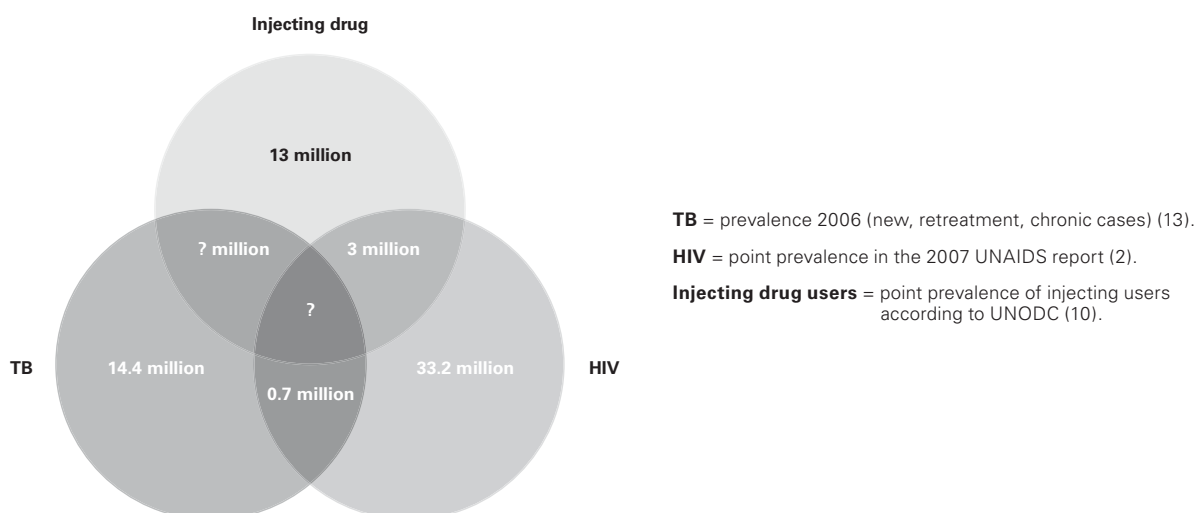 Injecting drug
13 million
? million
3 million
?
TB
14.4 million
33.2 million
HIV
0.7 million
TB = prevalence 2006 (new, retreatment, chronic cases) (13).
HIV = point prevalence in the 2007 UNAIDS report (2).
Injecting drug users = point prevalence of injecting users
according to UNODC (10).